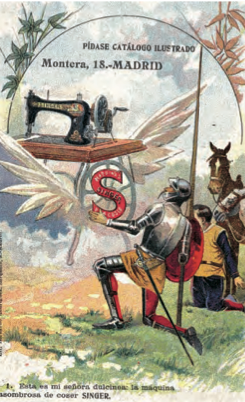 PÍDASE CATÁLOGO ILUSTRADO
Montera, 18.-MADRID
SINGER
S
1. Esta es mi señora dulcinea: la máquina
asombrosa de coser SINGER.